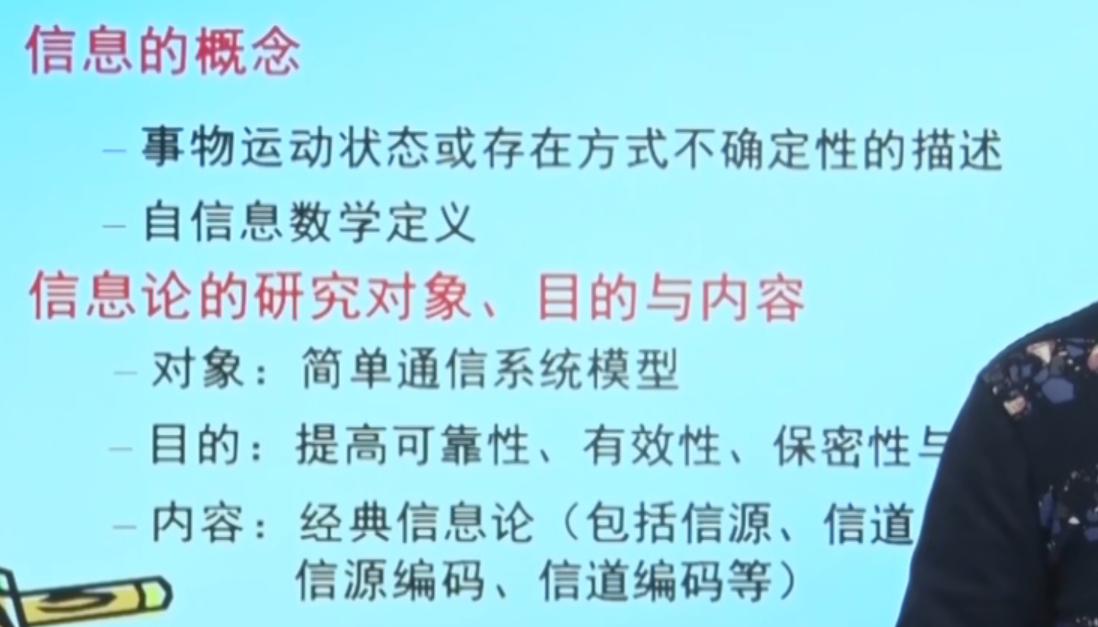 信息的概念
– 事物运动状态或存在方式不确定性的描述
– 自信息数学定义
信息论的研究对象、目的与内容
– 对象：简单通信系统模型
– 目的：提高可靠性、有效性、保密性与
– 内容：经典信息论（包括信源、信道
信源编码、信道编码等）